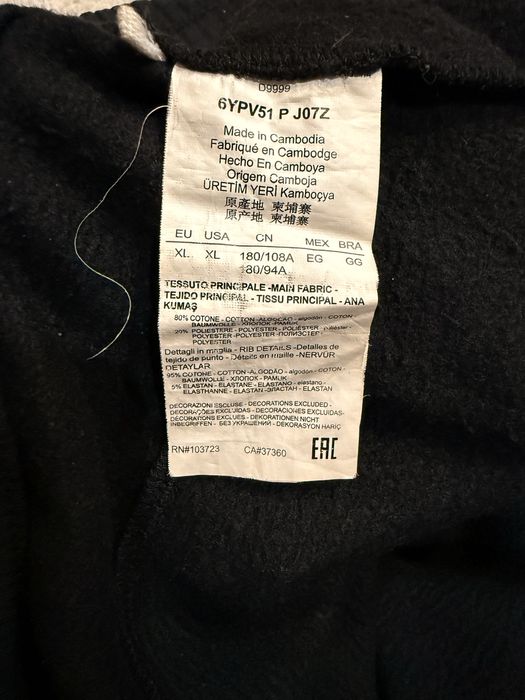 D9999
6YPV51 P J07Z
Made in Cambodia
Fabriqué en Cambodge
Hecho En Camboya
Origem Camboja
ÜRETİM YERİ Kamboçya
原產地 柬埔寨
原产地 柬埔寨
EU USA CN MEX BRA
XL XL 180/108A EG GG
180/94A
TESSUTO PRINCIPALE -MAIN FABRIC -
TEJIDO PRINCIPAL - TISSU PRINCIPAL - ANA
KUMAŞ
80% COTONE - COTTON -ALGODÃO - algodón - COTON -
BAUMWOLLE - ХЛОПОК - PAMUK
20% POLIESTERE - POLYESTER - POLIÉSTER - Poliéster -
POLYESTER - POLYESTER -ПОЛИЭСТЕР -
POLYESTER
Dettagli in maglia - RIB DETAILS -Detalles de
tejido de punto - Détails en maille -NERVÜR
DETAYLAR
95% COTONE - COTTON -ALGODÃO - algodón - COTON -
BAUMWOLLE - ХЛОПОК - PAMUK
5% ELASTAN - ELASTANE - ELASTANO - elastano -
ELASTHANNE - ELASTHAN -ЭЛАСТАН - ELASTAN
DECORAZIONI ESCLUSE - DECORATIONS EXCLUDED -
DECORAÇÕES EXCLUIDAS - DECORACIONES EXCLUIDAS-
DÉCORATIONS EXCLUES - DEKORATIONEN NICHT
INBEGRIFFEN - БЕЗ УКРАШЕНИЙ - DEKORASYON HARİÇ
RN#103723 CA#37360 EAC